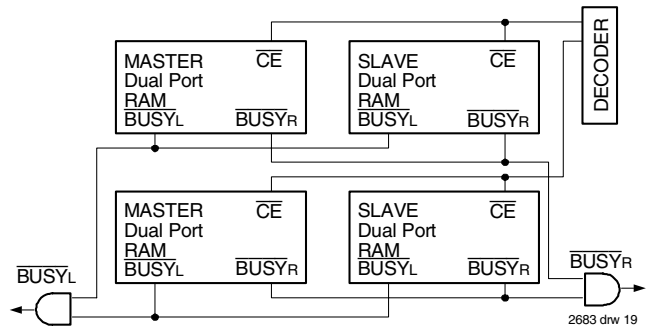 MASTER
Dual Port
RAM
BUSYL
CE
BUSYR
SLAVE
Dual Port
RAM
BUSYL
CE
BUSYR
DECODER
MASTER
Dual Port
RAM
BUSYL
CE
BUSYR
SLAVE
Dual Port
RAM
BUSYL
CE
BUSYR
BUSYL
BUSYR
2683 drw 19